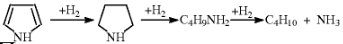 +H₂ +H₂ C₄H₉NH₂ +H₂ C₄H₁₀ + NH₃
NH NH